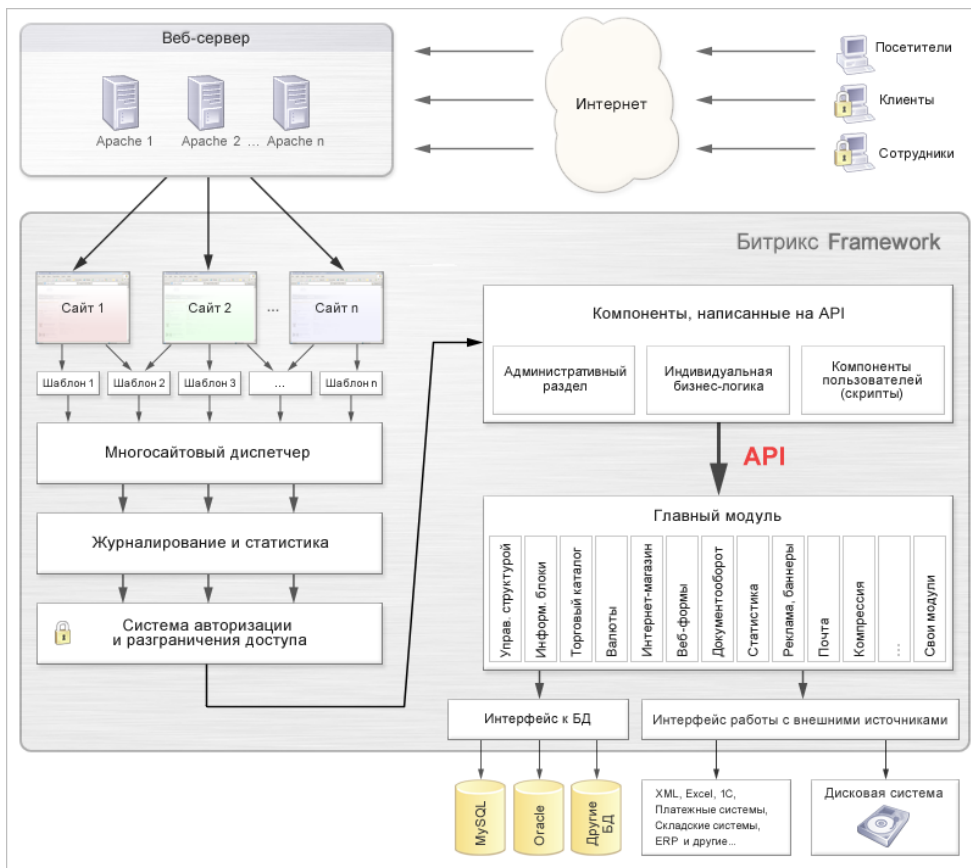 Веб-сервер
Apache 1
Apache 2
...
Apache n
Интернет
Посетители
Клиенты
Сотрудники
Битрикс Framework
Сайт 1
Сайт 2
...
Сайт n
Шаблон 1
Шаблон 2
Шаблон 3
...
Шаблон n
Многосайтовый диспетчер
Журналирование и статистика
Система авторизации
и разграничения доступа
Компоненты, написанные на API
Административный
раздел
Индивидуальная
бизнес-логика
Компоненты
пользователей
(скрипты)
API
Главный модуль
Управ. структурой
Информ. блоки
Торговый каталог
Валюты
Интернет-магазин
Веб-формы
Документооборот
Статистика
Реклама, баннеры
Почта
Компрессия
...
Свои модули
Интерфейс к БД
Интерфейс работы с внешними источниками
MySQL
Oracle
Другие
БД
XML, Excel, 1С,
Платежные системы,
Складские системы,
ERP и другие...
Дисковая система